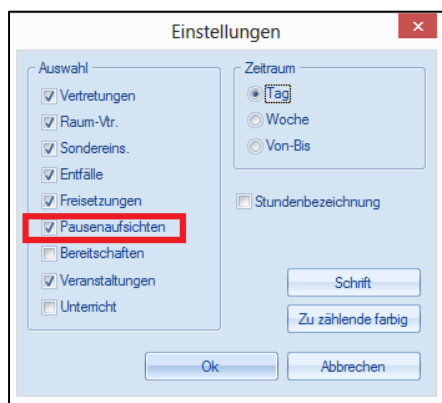 Einstellungen
Auswahl
Vertretungen
Raum-Vtr.
Sondereins.
Entfälle
Freisetzungen
Pausenaufsichten
Bereitschaften
Veranstaltungen
Unterricht
Zeitraum
Tag
Woche
Von-Bis
Stundenbezeichnung
Schrift
Zu zählende farbig
Ok
Abbrechen